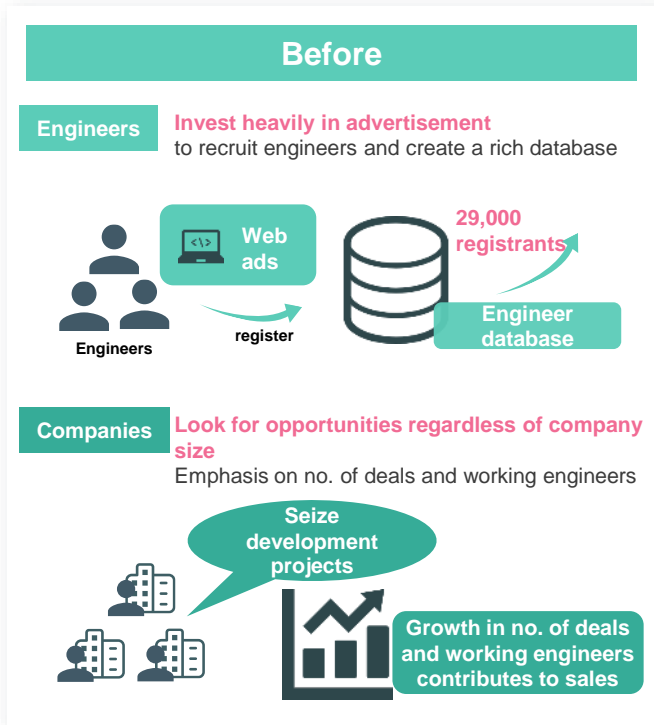 Before
Engineers
Invest heavily in advertisement
to recruit engineers and create a rich database
<\>
Web
ads
29,000
registrants
Engineer
database
register
Engineers
Companies
Look for opportunities regardless of company
size
Emphasis on no. of deals and working engineers
Seize
development
projects
Growth in no. of deals
and working engineers
contributes to sales